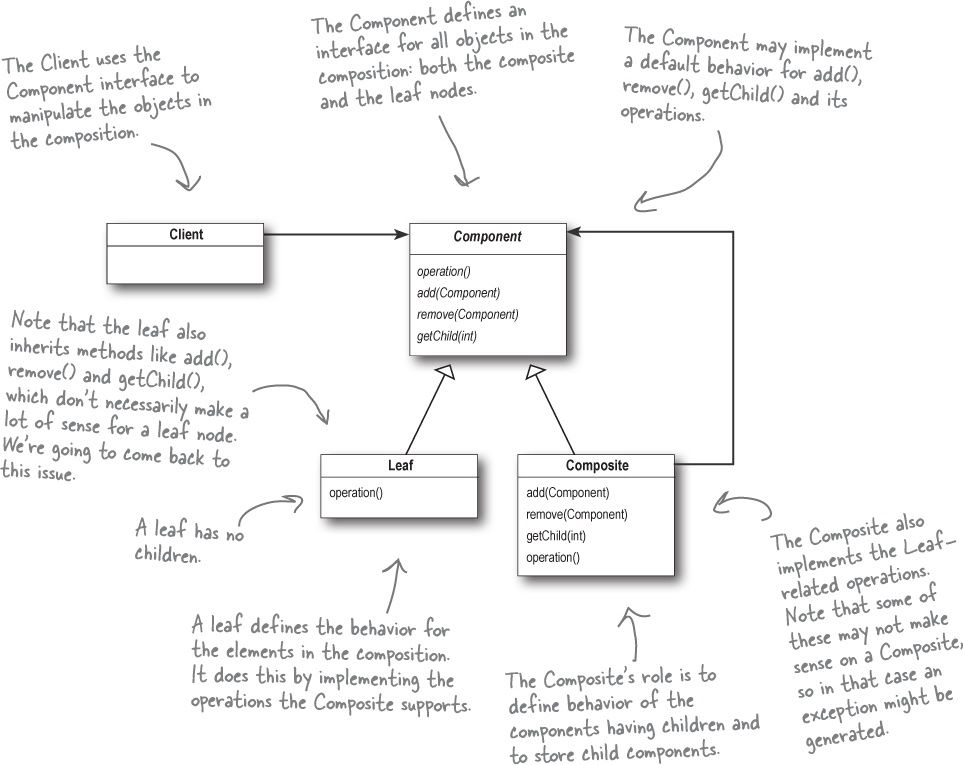 The Client uses the
Component interface to
manipulate the objects in
the composition.
The Component defines an
interface for all objects in the
composition: both the composite
and the leaf nodes.
The Component may implement
a default behavior for add(),
remove(), getChild() and its
operations.
Client
Component
operation()
add(Component)
remove(Component)
getChild(int)
Note that the leaf also
inherits methods like add(),
remove() and getChild(),
which don't necessarily make a
lot of sense for a leaf node.
We're going to come back to
this issue.
Leaf
operation()
Composite
add(Component)
remove(Component)
getChild(int)
operation()
A leaf has no
children.
The Composite also
implements the Leaf-
related operations.
Note that some of
these may not make
sense on a Composite,
so in that case an
exception might be
generated.
A leaf defines the behavior for
the elements in the composition.
It does this by implementing the
operations the Composite supports.
The Composite's role is to
define behavior of the
components having children and
to store child components.